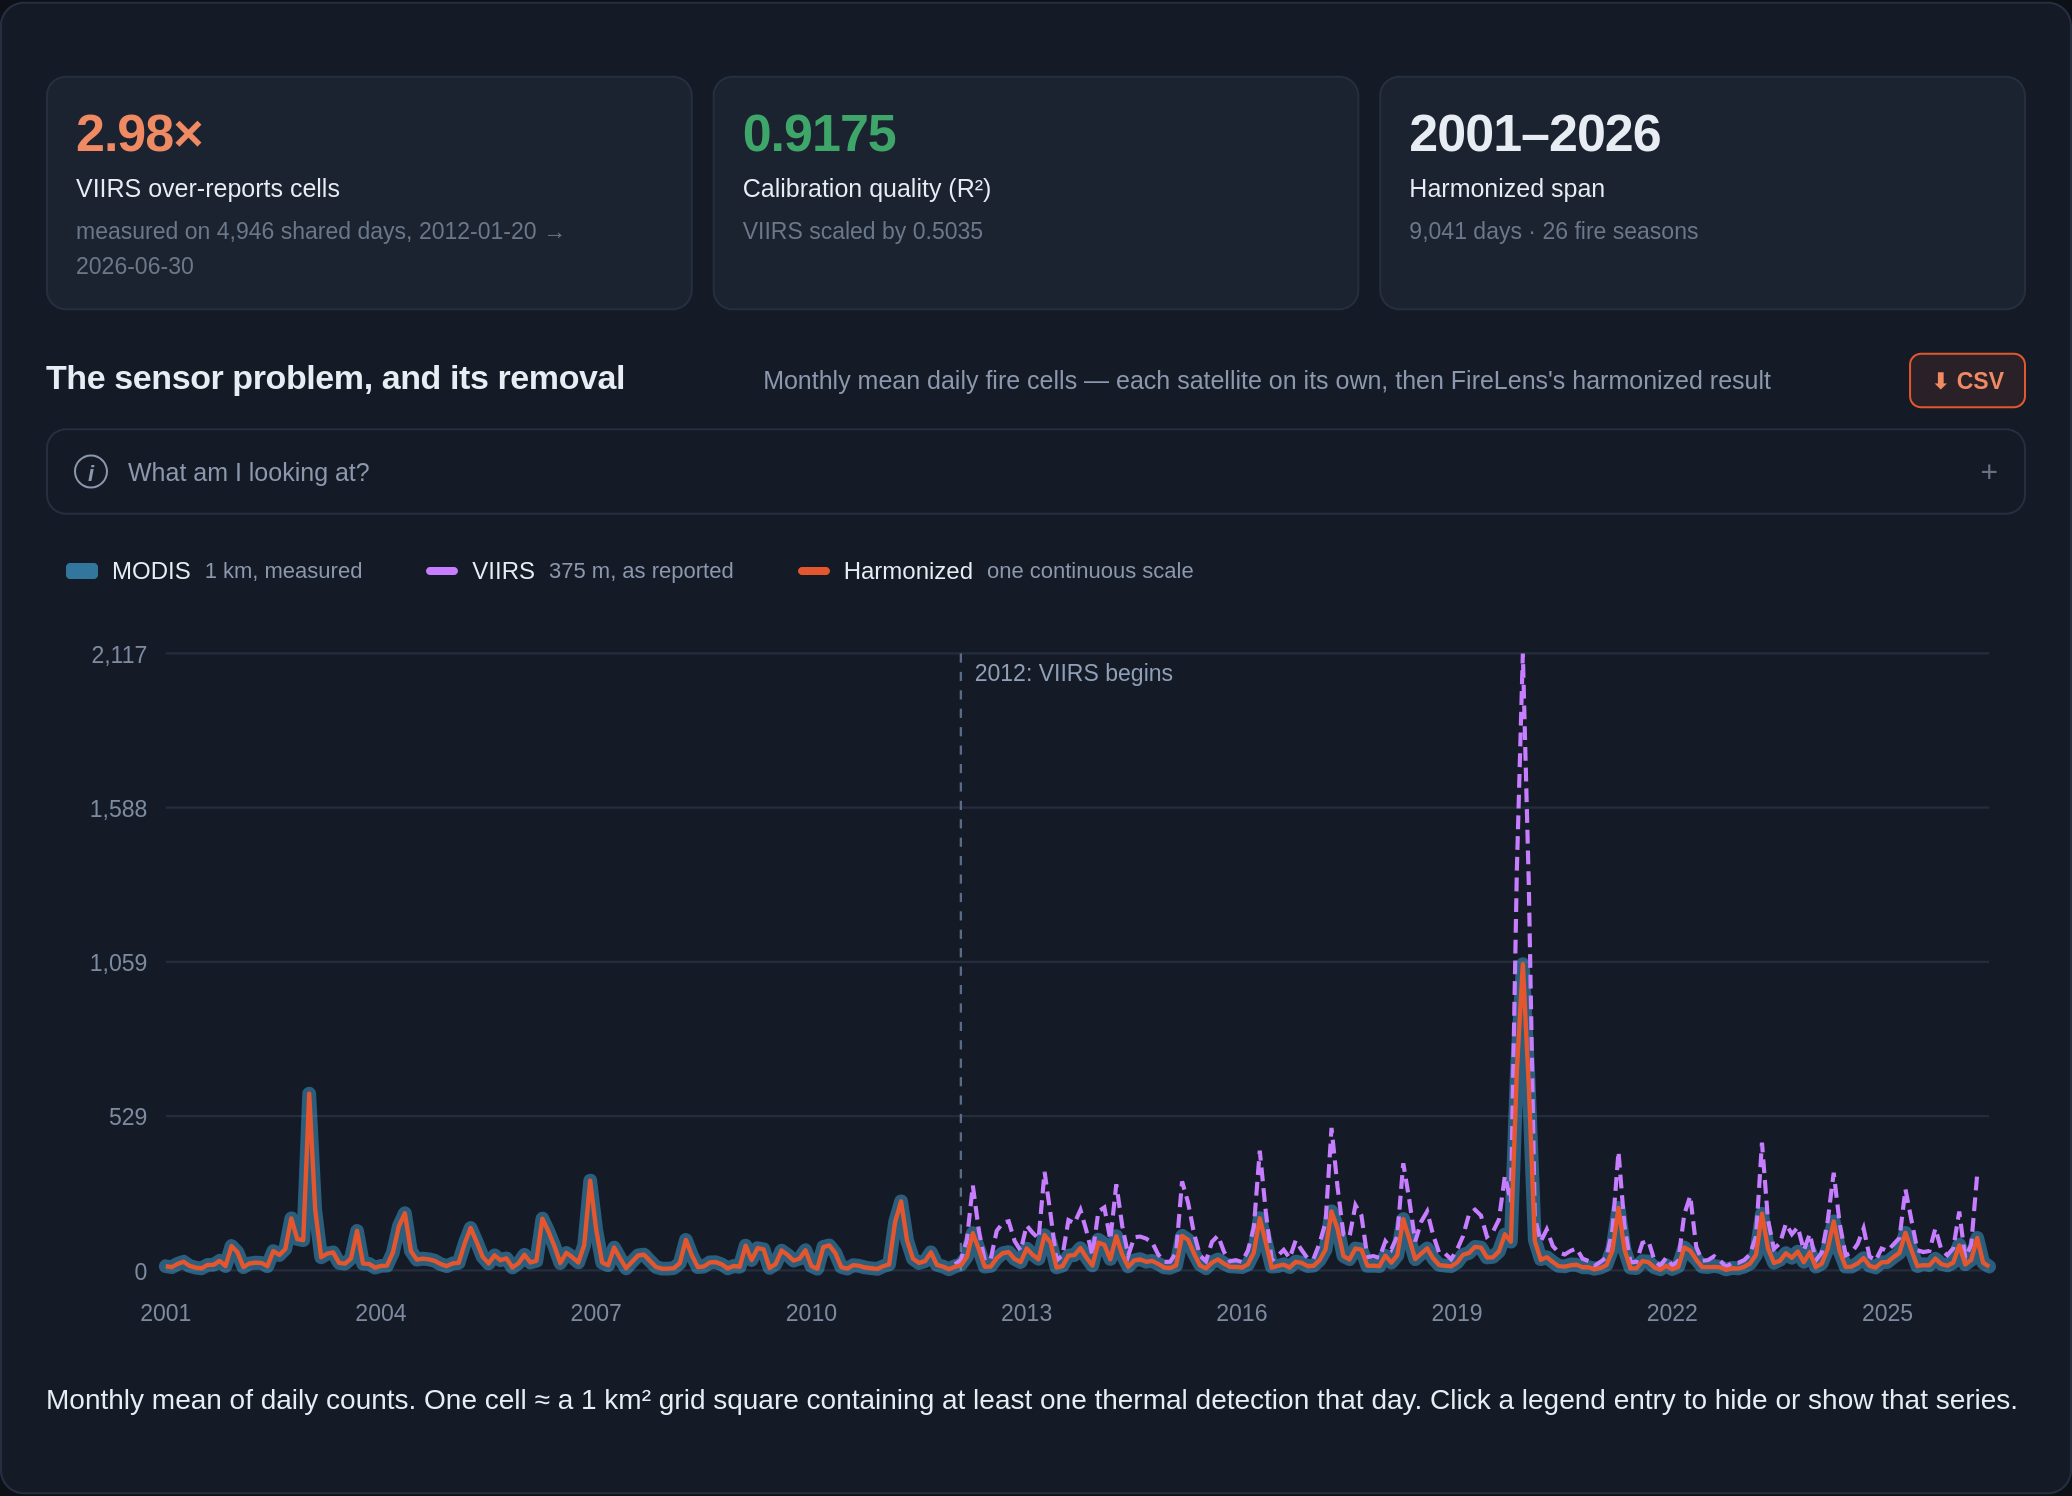 2.98×
VIIRS over-reports cells
measured on 4,946 shared days, 2012-01-20 →
2026-06-30
0.9175
Calibration quality (R²)
VIIRS scaled by 0.5035
2001–2026
Harmonized span
9,041 days · 26 fire seasons
The sensor problem, and its removal
Monthly mean daily fire cells — each satellite on its own, then FireLens's harmonized result
⬇ CSV
i What am I looking at? +
MODIS 1 km, measured VIIRS 375 m, as reported Harmonized one continuous scale
2,117
2012: VIIRS begins
1,588
1,059
529
0
2001 2004 2007 2010 2013 2016 2019 2022 2025
Monthly mean of daily counts. One cell ≈ a 1 km² grid square containing at least one thermal detection that day. Click a legend entry to hide or show that series.